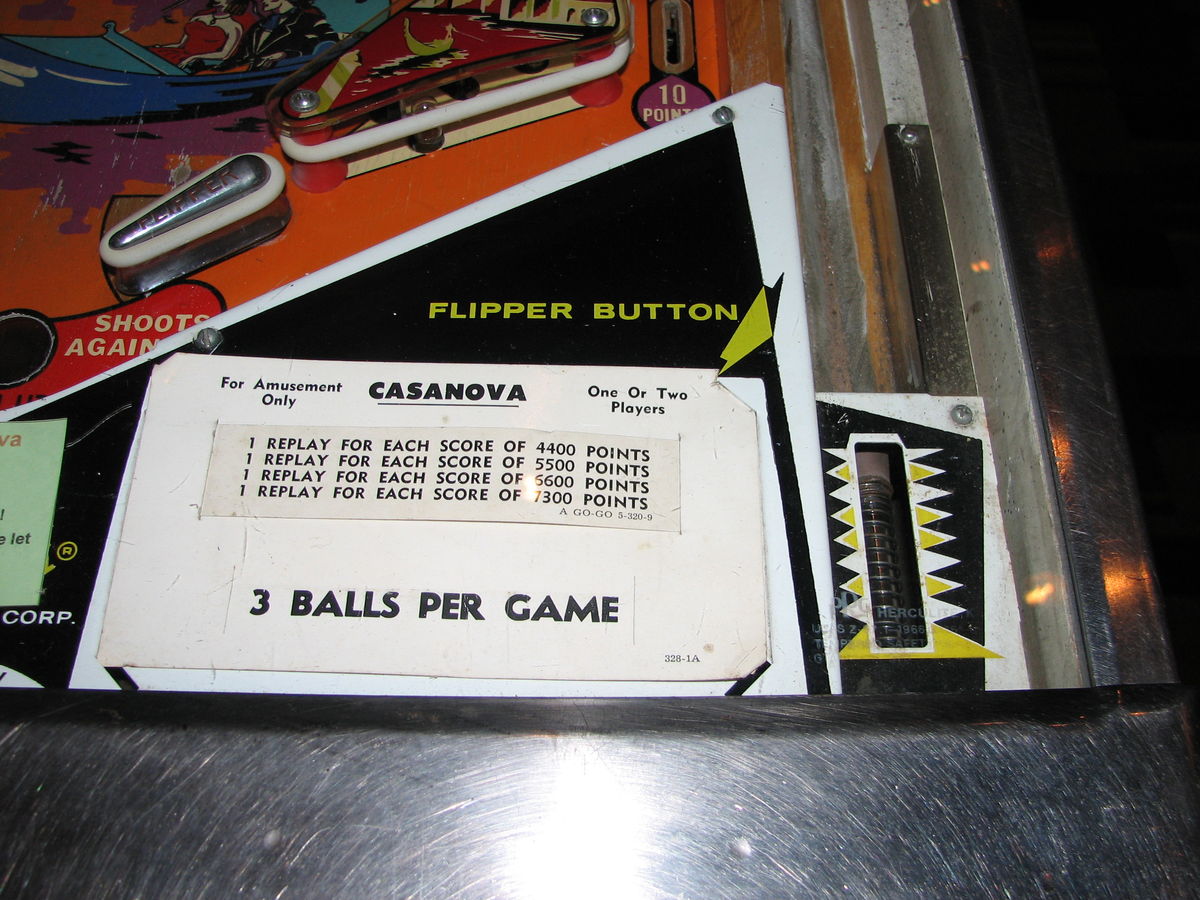 10
POINTS
FLIPPER
SHOOTS
AGAIN
FLIPPER BUTTON
For Amusement
Only
CASANOVA
One Or Two
Players
1 REPLAY FOR EACH SCORE OF 4400 POINTS
1 REPLAY FOR EACH SCORE OF 5500 POINTS
1 REPLAY FOR EACH SCORE OF 6600 POINTS
1 REPLAY FOR EACH SCORE OF 7300 POINTS
A GO-GO 5-320-9
3 BALLS PER GAME
328-1A
va
!
e let
®
CORP.